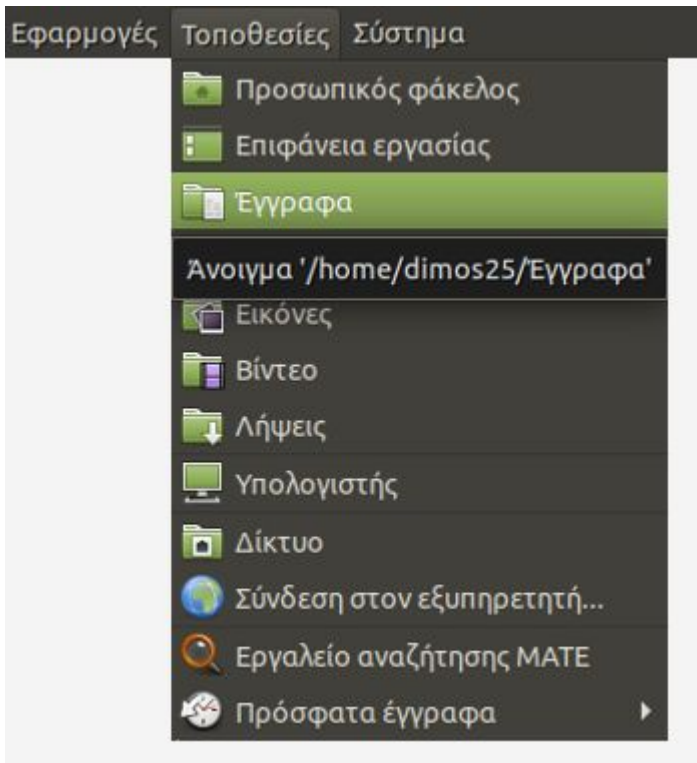 Εφαρμογές Τοποθεσίες Σύστημα
Προσωπικός φάκελος
Επιφάνεια εργασίας
Έγγραφα
Άνοιγμα '/home/dimos25/Έγγραφα'
Εικόνες
Βίντεο
Λήψεις
Υπολογιστής
Δίκτυο
Σύνδεση στον εξυπηρετητή...
Εργαλείο αναζήτησης MATE
Πρόσφατα έγγραφα